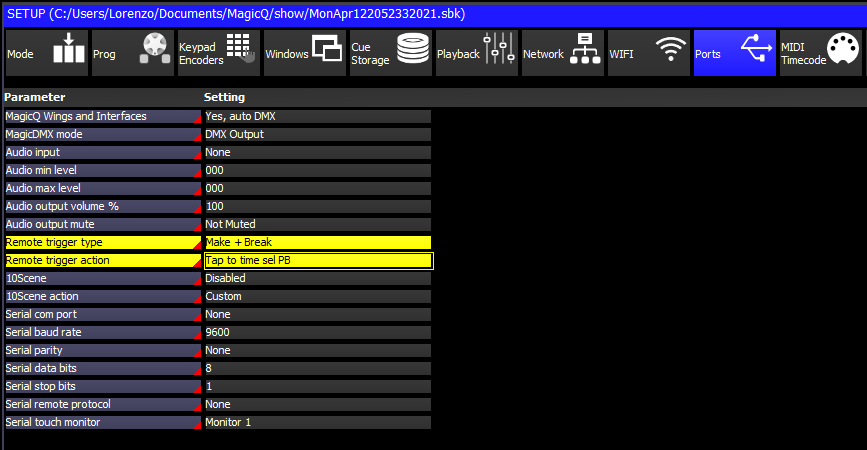 SETUP (C:/Users/Lorenzo/Documents/MagicQ/show/MonApr122052332021.sbk)
Mode
Prog
Keypad
Encoders
Windows
Cue
Storage
Playback
Network
WIFI
Ports
MIDI
Timecode
Parameter Setting
MagicQ Wings and Interfaces Yes, auto DMX
MagicDMX mode DMX Output
Audio input None
Audio min level 000
Audio max level 000
Audio output volume % 100
Audio output mute Not Muted
Remote trigger type Make + Break
Remote trigger action Tap to time sel PB
10Scene Disabled
10Scene action Custom
Serial com port None
Serial baud rate 9600
Serial parity None
Serial data bits 8
Serial stop bits 1
Serial remote protocol None
Serial touch monitor Monitor 1